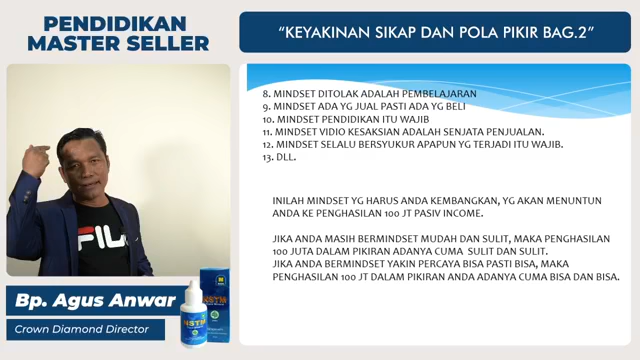 PENDIDIKAN
MASTER SELLER
“KEYAKINAN SIKAP DAN POLA PIKIR BAG.2”
8. MINDSET DITOLAK ADALAH PEMBELAJARAN
9. MINDSET ADA YG JUAL PASTI ADA YG BELI
10. MINDSET PENDIDIKAN ITU WAJIB
11. MINDSET VIDIO KESAKSIAN ADALAH SENJATA PENJUALAN.
12. MINDSET SELALU BERSYUKUR APAPUN YG TERJADI ITU WAJIB.
13. DLL.
INILAH MINDSET YG HARUS ANDA KEMBANGKAN, YG AKAN MENUNTUN
ANDA KE PENGHASILAN 100 JT PASIV INCOME.
JIKA ANDA MASIH BERMINDSET MUDAH DAN SULIT, MAKA PENGHASILAN
100 JUTA DALAM PIKIRAN ADANYA CUMA SULIT DAN SULIT.
JIKA ANDA BERMINDSET YAKIN PERCAYA BISA PASTI BISA, MAKA
PENGHASILAN 100 JT DALAM PIKIRAN ANDA ADANYA CUMA BISA DAN BISA.
FILA
Bp. Agus Anwar
Crown Diamond Director